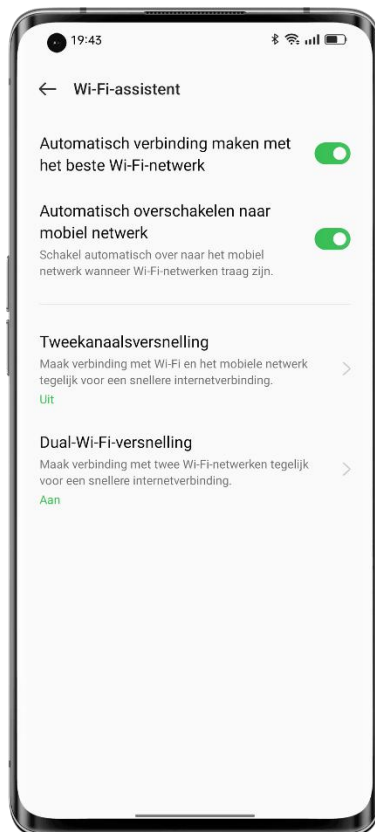 19:43
Wi-Fi-assistent
Automatisch verbinding maken met
het beste Wi-Fi-netwerk
Automatisch overschakelen naar
mobiel netwerk
Schakel automatisch over naar het mobiel
netwerk wanneer Wi-Fi-netwerken traag zijn.
Tweekanaalsversnelling
Maak verbinding met Wi-Fi en het mobiele netwerk
tegelijk voor een snellere internetverbinding.
Uit
Dual-Wi-Fi-versnelling
Maak verbinding met twee Wi-Fi-netwerken tegelijk
voor een snellere internetverbinding.
Aan